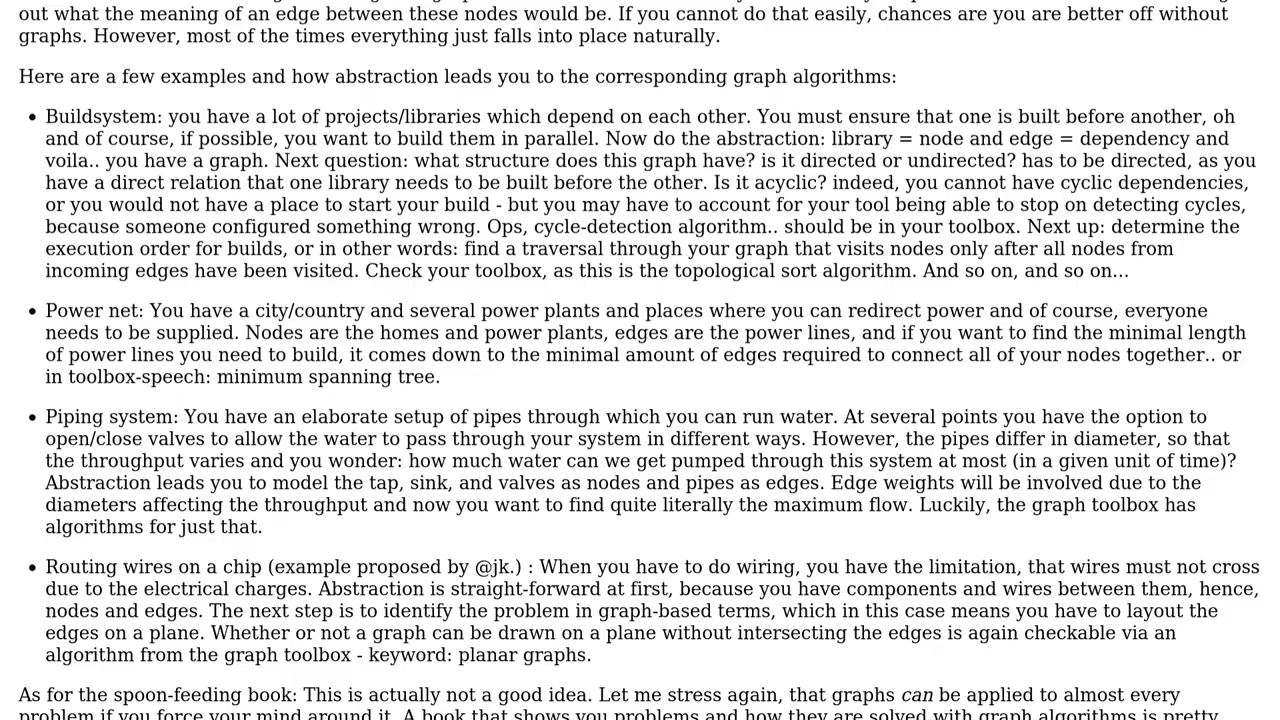 out what the meaning of an edge between these nodes would be. If you cannot do that easily, chances are you are better off without
graphs. However, most of the times everything just falls into place naturally.
Here are a few examples and how abstraction leads you to the corresponding graph algorithms:
• Buildsystem: you have a lot of projects/libraries which depend on each other. You must ensure that one is built before another, oh
and of course, if possible, you want to build them in parallel. Now do the abstraction: library = node and edge = dependency and
voila.. you have a graph. Next question: what structure does this graph have? is it directed or undirected? has to be directed, as you
have a direct relation that one library needs to be built before the other. Is it acyclic? indeed, you cannot have cyclic dependencies,
or you would not have a place to start your build - but you may have to account for your tool being able to stop on detecting cycles,
because someone configured something wrong. Ops, cycle-detection algorithm.. should be in your toolbox. Next up: determine the
execution order for builds, or in other words: find a traversal through your graph that visits nodes only after all nodes from
incoming edges have been visited. Check your toolbox, as this is the topological sort algorithm. And so on, and so on...
• Power net: You have a city/country and several power plants and places where you can redirect power and of course, everyone
needs to be supplied. Nodes are the homes and power plants, edges are the power lines, and if you want to find the minimal length
of power lines you need to build, it comes down to the minimal amount of edges required to connect all of your nodes together.. or
in toolbox-speech: minimum spanning tree.
• Piping system: You have an elaborate setup of pipes through which you can run water. At several points you have the option to
open/close valves to allow the water to pass through your system in different ways. However, the pipes differ in diameter, so that
the throughput varies and you wonder: how much water can we get pumped through this system at most (in a given unit of time)?
Abstraction leads you to model the tap, sink, and valves as nodes and pipes as edges. Edge weights will be involved due to the
diameters affecting the throughput and now you want to find quite literally the maximum flow. Luckily, the graph toolbox has
algorithms for just that.
• Routing wires on a chip (example proposed by @jk.) : When you have to do wiring, you have the limitation, that wires must not cross
due to the electrical charges. Abstraction is straight-forward at first, because you have components and wires between them, hence,
nodes and edges. The next step is to identify the problem in graph-based terms, which in this case means you have to layout the
edges on a plane. Whether or not a graph can be drawn on a plane without intersecting the edges is again checkable via an
algorithm from the graph toolbox - keyword: planar graphs.
As for the spoon-feeding book: This is actually not a good idea. Let me stress again, that graphs can be applied to almost every
problem if you force your mind around it. A book that shows you problems and how they are solved with graph algorithms is pretty